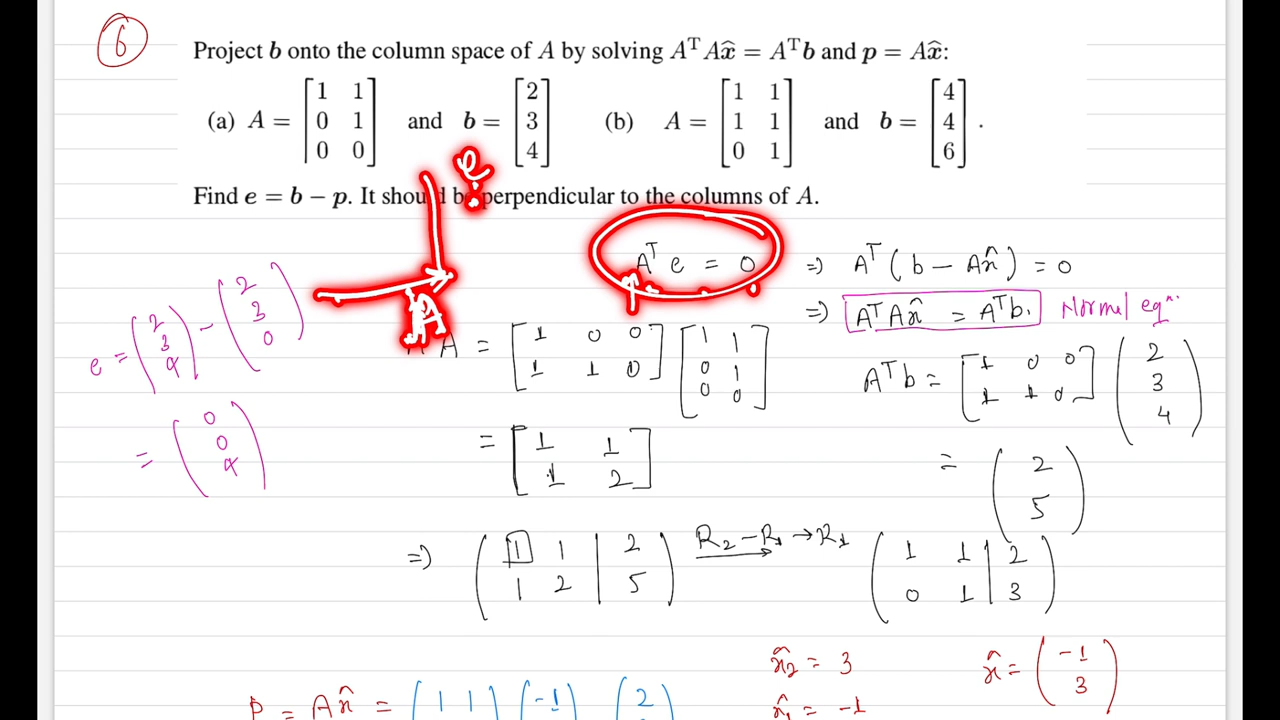 6
Project b onto the column space of A by solving AᵀAx̂ = Aᵀb and p = Ax̂:
(a) A = [1 1; 0 1; 0 0] and b = [2; 3; 4] (b) A = [1 1; 1 1; 0 1] and b = [4; 4; 6] .
e
Find e = b − p. It should be perpendicular to the columns of A.
Aᵀ e = 0 ⇒ Aᵀ ( b − Ax̂ ) = 0
⇒ AᵀAx̂ = Aᵀb. Normal eqⁿ.
A
e = (2; 3; 4) − (2; 3; 0)
A = [1 0 0; 1 1 0] [1 1; 0 1; 0 0]
Aᵀb = [1 0 0; 1 1 0] (2; 3; 4)
= (0; 0; 4)
= [1 1; 1 2]
= (2; 5)
⇒ (1 1 | 2; 1 2 | 5) R₂ − R₁ → R₁ (1 1 | 2; 0 1 | 3)
x̂₂ = 3 x̂ = (-1; 3)
P = Ax̂ = (1 1 (-1 (2
x̂₁ = -1